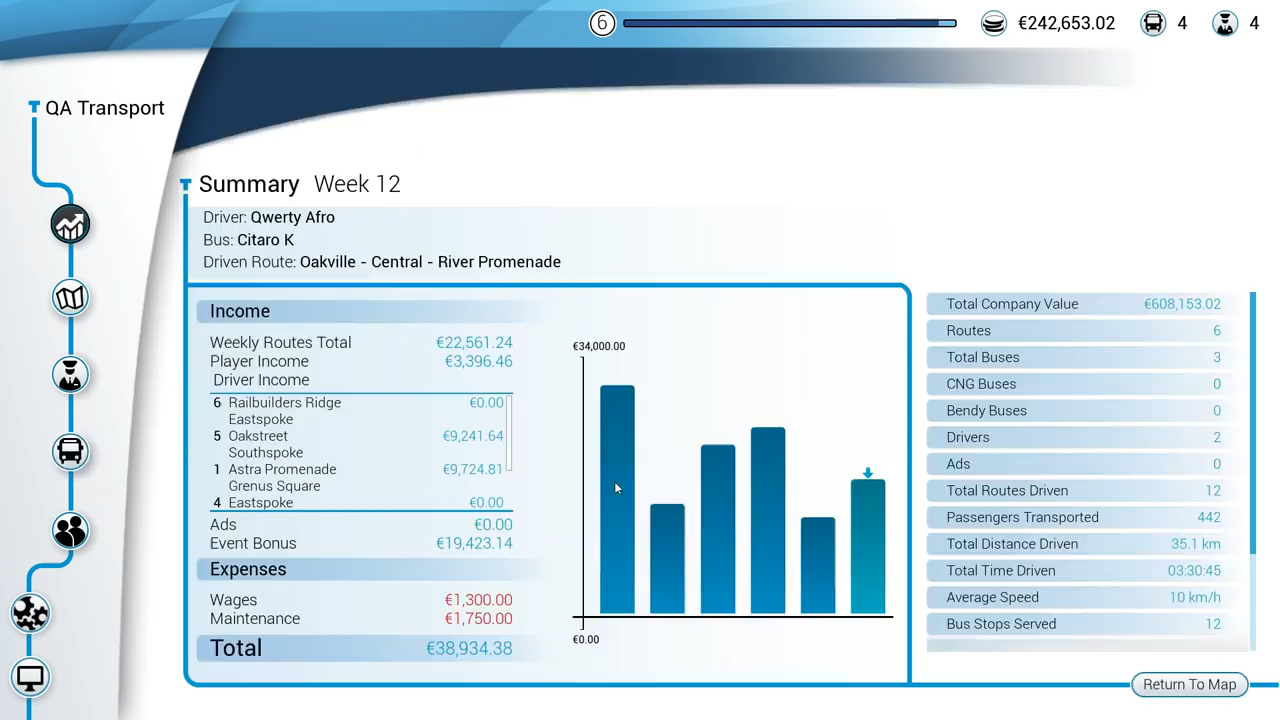 6
€242,653.02
4
4
QA Transport
Summary Week 12
Driver: Qwerty Afro
Bus: Citaro K
Driven Route: Oakville - Central - River Promenade
Income
Weekly Routes Total €22,561.24
Player Income €3,396.46
Driver Income
6 Railbuilders Ridge €0.00
Eastspoke
5 Oakstreet €9,241.64
Southspoke
1 Astra Promenade €9,724.81
Grenus Square
4 Eastspoke €0.00
Ads €0.00
Event Bonus €19,423.14
Expenses
Wages €1,300.00
Maintenance €1,750.00
Total €38,934.38
€34,000.00
€0.00
Total Company Value €608,153.02
Routes 6
Total Buses 3
CNG Buses 0
Bendy Buses 0
Drivers 2
Ads 0
Total Routes Driven 12
Passengers Transported 442
Total Distance Driven 35.1 km
Total Time Driven 03:30:45
Average Speed 10 km/h
Bus Stops Served 12
Return To Map